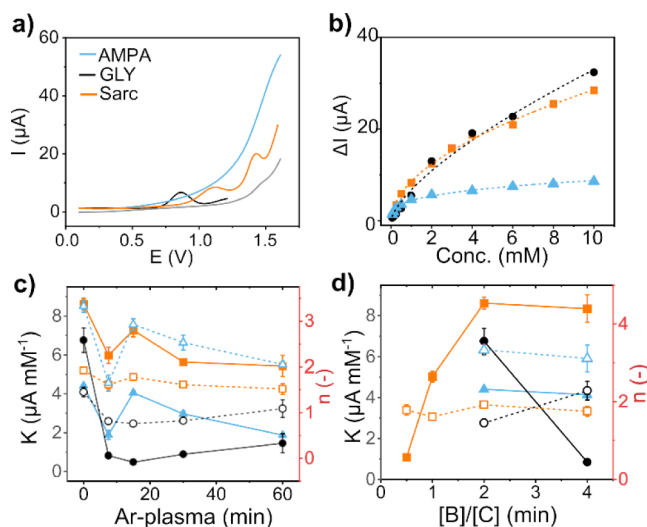 a)
60
40
20
0
I (μA)
AMPA
GLY
Sarc
0.0 0.5 1.0 1.5
E (V)
b)
40
20
0
ΔI (μA)
0 2 4 6 8 10
Conc. (mM)
c)
8
6
4
2
0
K (μA mM⁻¹)
3
2
1
0
n (-)
0 20 40 60
Ar-plasma (min)
d)
8
6
4
2
0
K (μA mM⁻¹)
4
2
0
n (-)
0 1 2 3 4
[B]/[C] (min)